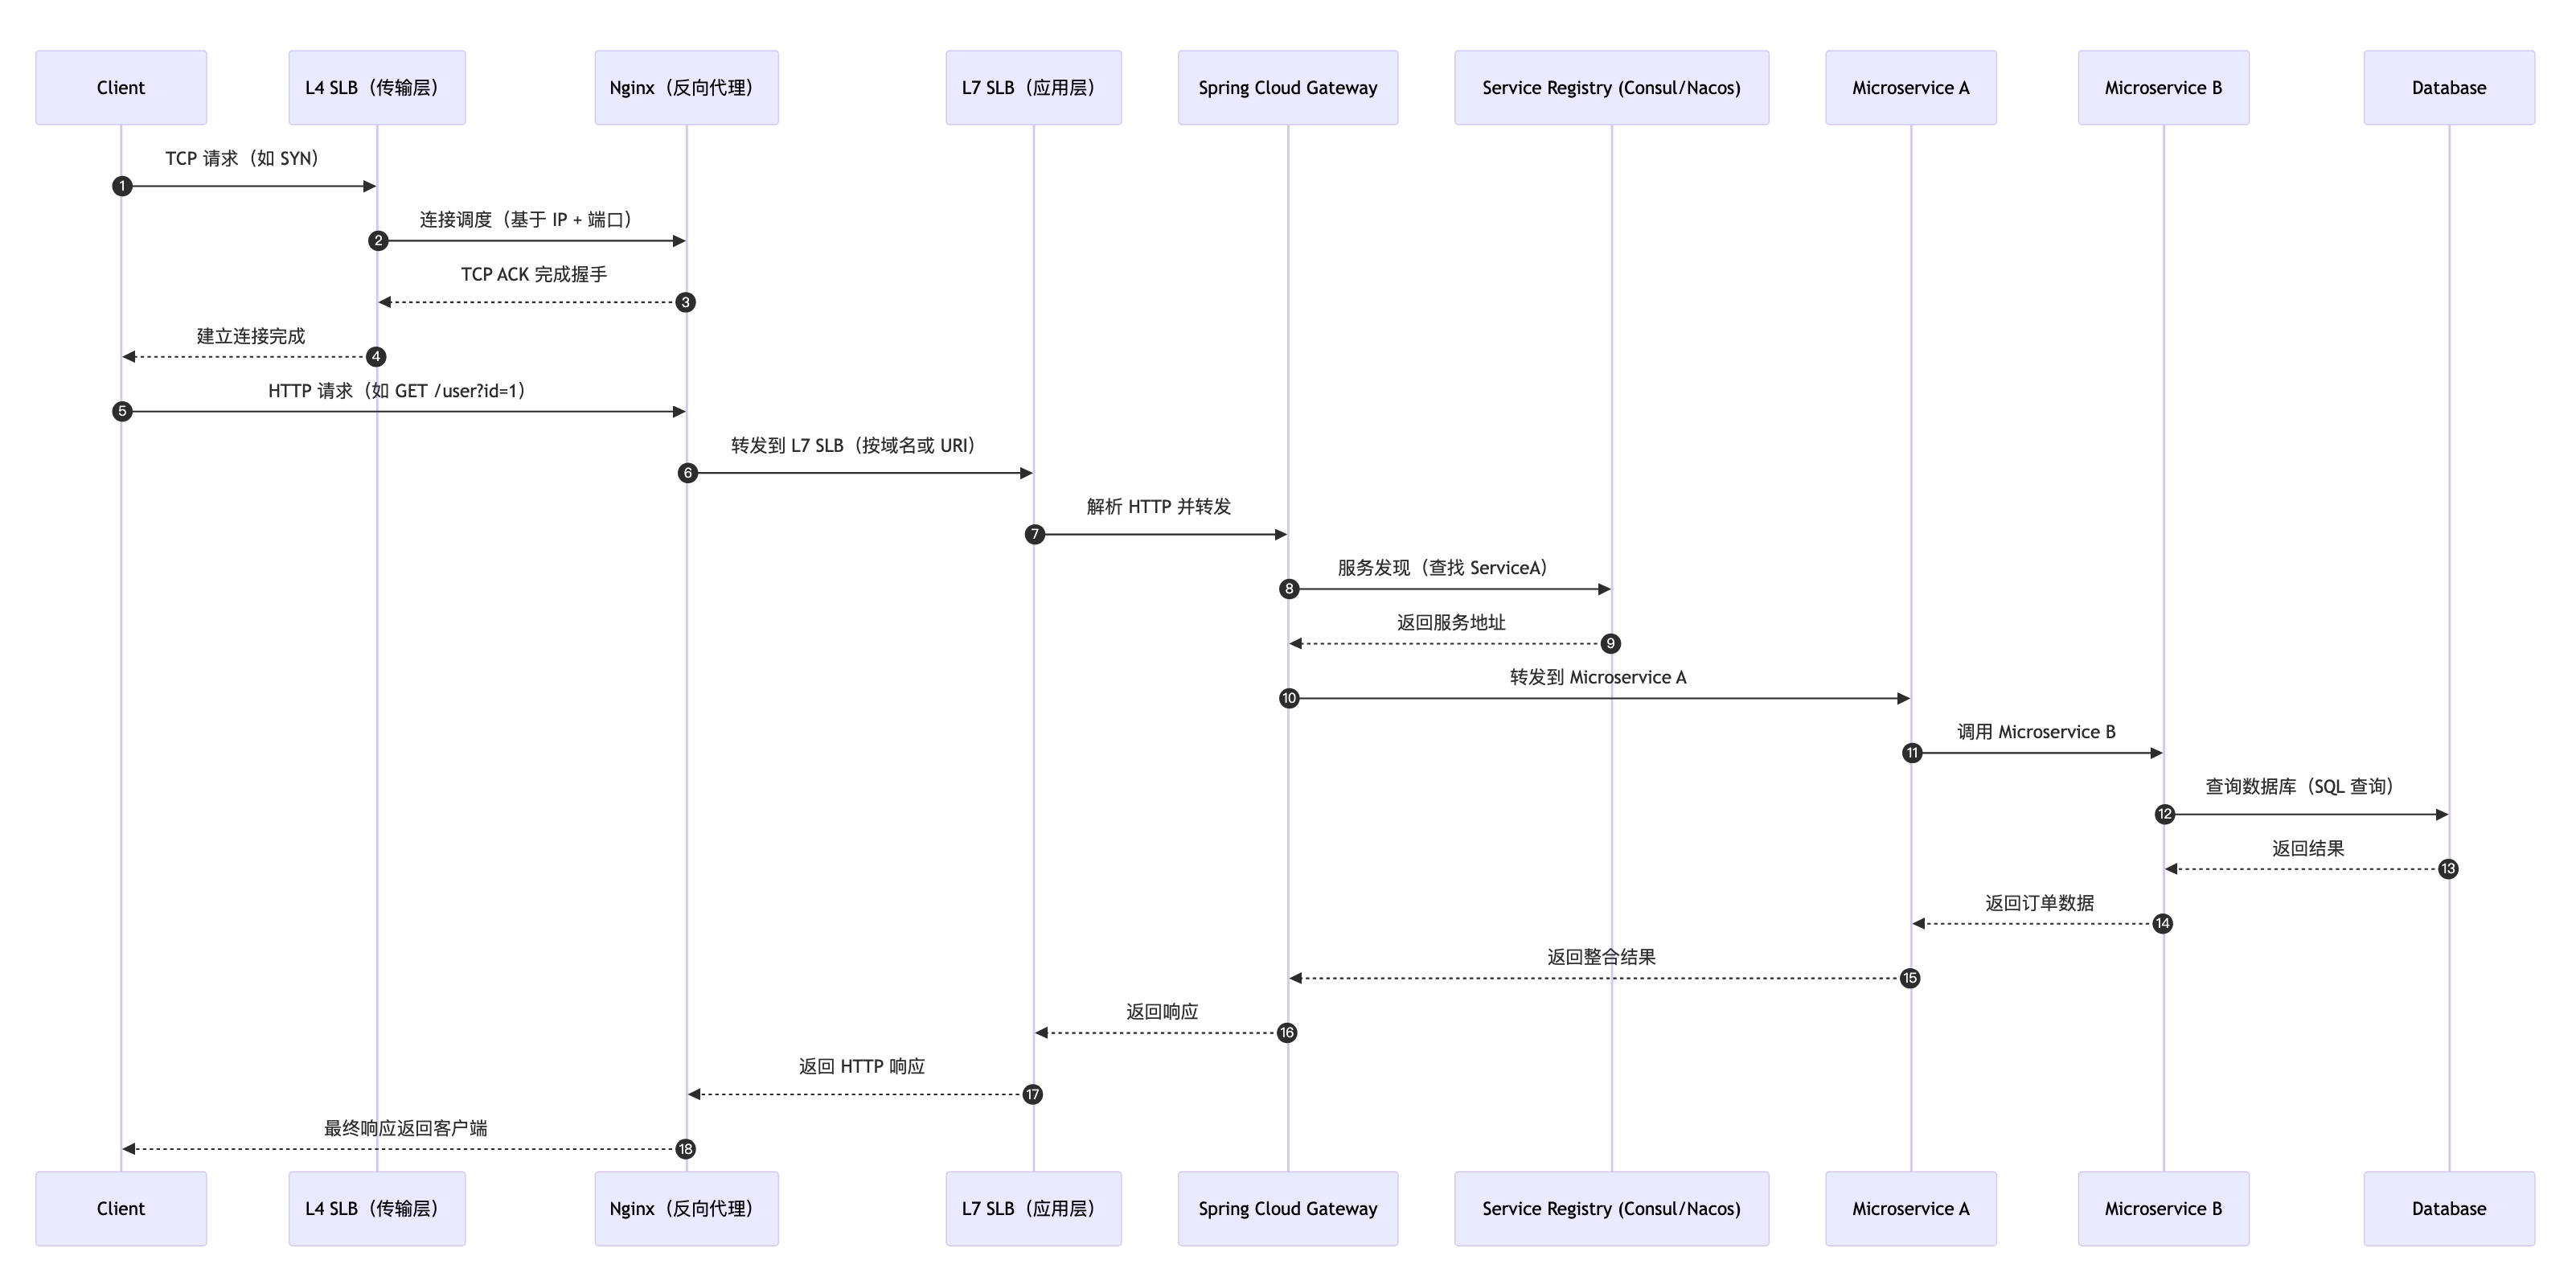 Client
L4 SLB（传输层）
Nginx（反向代理）
L7 SLB（应用层）
Spring Cloud Gateway
Service Registry (Consul/Nacos)
Microservice A
Microservice B
Database
TCP 请求（如 SYN）
1
连接调度（基于 IP + 端口）
2
TCP ACK 完成握手
3
建立连接完成
4
HTTP 请求（如 GET /user?id=1）
5
转发到 L7 SLB（按域名或 URI）
6
解析 HTTP 并转发
7
服务发现（查找 ServiceA）
8
返回服务地址
9
转发到 Microservice A
10
调用 Microservice B
11
查询数据库（SQL 查询）
12
返回结果
13
返回订单数据
14
返回整合结果
15
返回响应
16
返回 HTTP 响应
17
最终响应返回客户端
18
Client
L4 SLB（传输层）
Nginx（反向代理）
L7 SLB（应用层）
Spring Cloud Gateway
Service Registry (Consul/Nacos)
Microservice A
Microservice B
Database